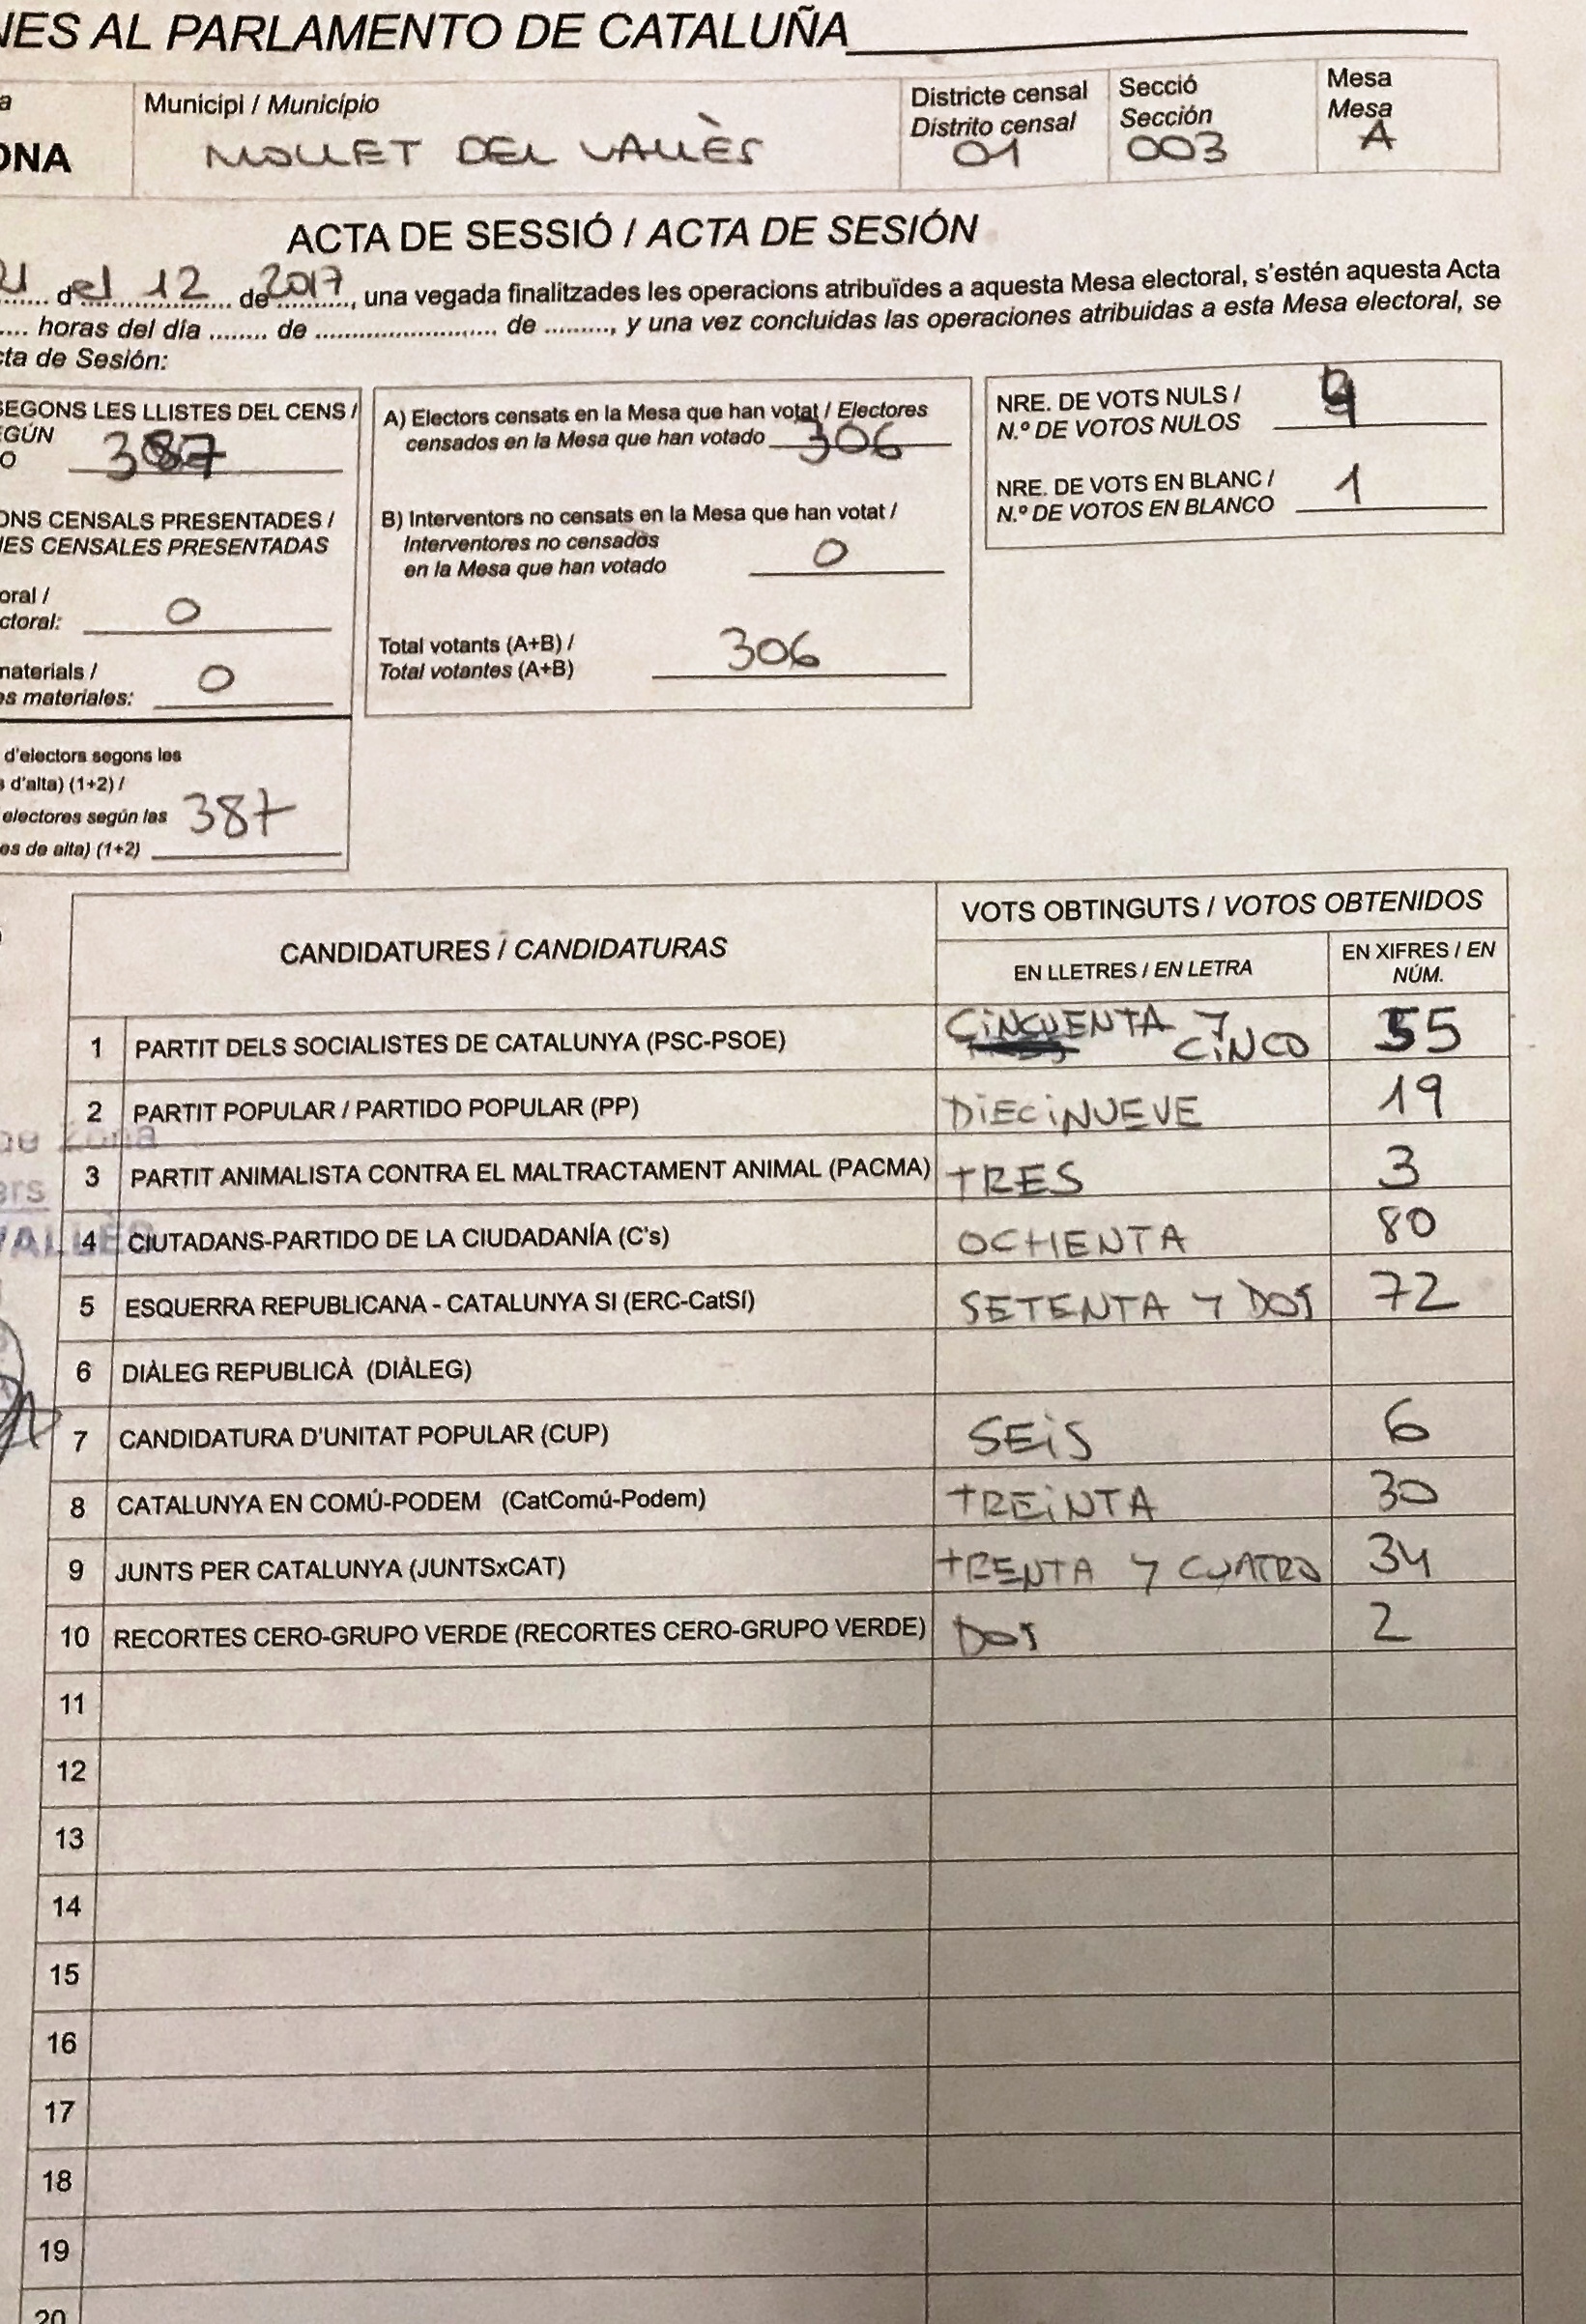 NES AL PARLAMENTO DE CATALUÑA
a
ONA
Municipi / Municipio
MOLLET DEL VALLÈS
Districte censal
Distrito censal
01
Secció
Sección
003
Mesa
Mesa
A
ACTA DE SESSIÓ / ACTA DE SESIÓN
21 del 12 de 2017, una vegada finalitzades les operacions atribuïdes a aquesta Mesa electoral, s'estén aquesta Acta
.... horas del día ........ de ........................... de ........., y una vez concluidas las operaciones atribuidas a esta Mesa electoral, se
cta de Sesión:
SEGONS LES LLISTES DEL CENS /
EGÚN
O
387
ONS CENSALS PRESENTADES /
NES CENSALES PRESENTADAS
oral /
ctoral: 0
materials /
es materiales: 0
d'electors segons les
s d'alta) (1+2) /
electores según las
es de alta) (1+2)
387
A) Electors censats en la Mesa que han votat / Electores
censados en la Mesa que han votado 306
B) Interventors no censats en la Mesa que han votat /
Interventores no censados
en la Mesa que han votado
0
Total votants (A+B) /
Total votantes (A+B)
306
NRE. DE VOTS NULS /
N.º DE VOTOS NULOS
NRE. DE VOTS EN BLANC /
N.º DE VOTOS EN BLANCO
1
CANDIDATURES / CANDIDATURAS
VOTS OBTINGUTS / VOTOS OBTENIDOS
EN LLETRES / EN LETRA
EN XIFRES / EN
NÚM.
1 PARTIT DELS SOCIALISTES DE CATALUNYA (PSC-PSOE) CINCUENTA Y CINCO 55
2 PARTIT POPULAR / PARTIDO POPULAR (PP) DIECINUEVE 19
de Zona
3 PARTIT ANIMALISTA CONTRA EL MALTRACTAMENT ANIMAL (PACMA) TRES 3
ers
4 CIUTADANS-PARTIDO DE LA CIUDADANÍA (C's) OCHENTA 80
VALLÈS
5 ESQUERRA REPUBLICANA - CATALUNYA SI (ERC-CatSí) SETENTA Y DOS 72
6 DIÀLEG REPUBLICÀ (DIÀLEG)
7 CANDIDATURA D'UNITAT POPULAR (CUP) SEIS 6
8 CATALUNYA EN COMÚ-PODEM (CatComú-Podem) TREINTA 30
9 JUNTS PER CATALUNYA (JUNTSxCAT) TRENTA Y CUATRO 34
10 RECORTES CERO-GRUPO VERDE (RECORTES CERO-GRUPO VERDE) DOS 2
11
12
13
14
15
16
17
18
19
20